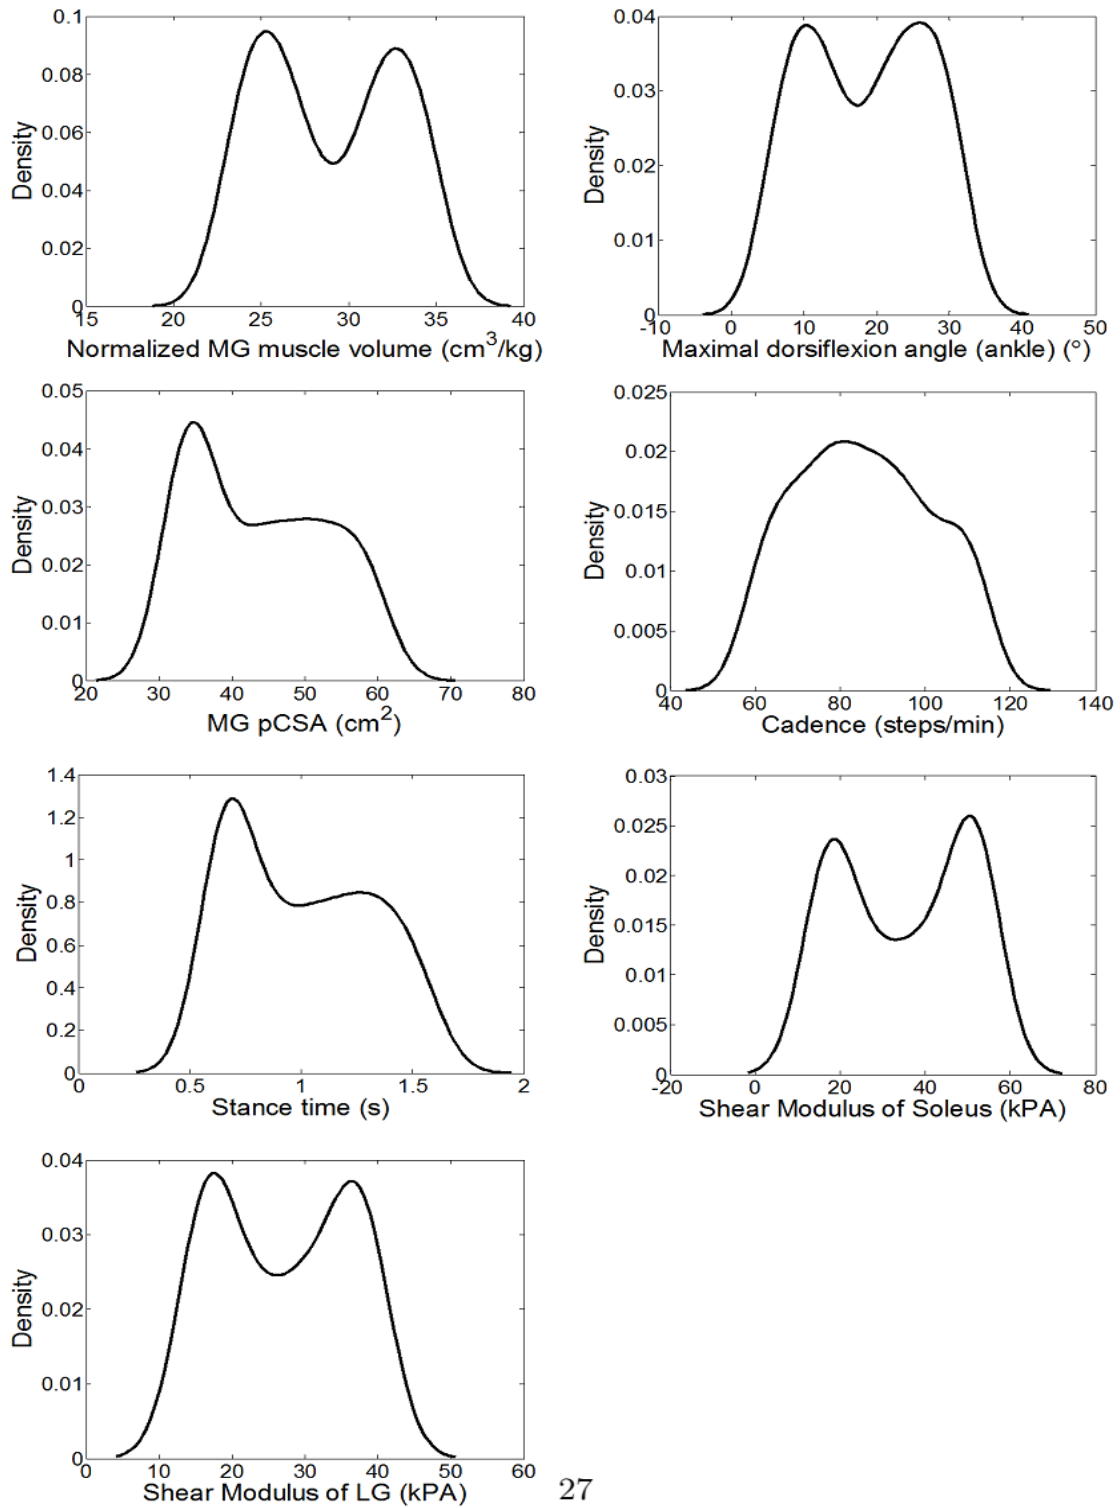 0.1
0.08
0.06
0.04
0.02
0
Density
15 20 25 30 35 40
Normalized MG muscle volume (cm³/kg)
0.04
0.03
0.02
0.01
0
Density
-10 0 10 20 30 40 50
Maximal dorsiflexion angle (ankle) (°)
0.05
0.04
0.03
0.02
0.01
0
Density
20 30 40 50 60 70 80
MG pCSA (cm²)
0.025
0.02
0.015
0.01
0.005
0
Density
40 60 80 100 120 140
Cadence (steps/min)
1.4
1.2
1
0.8
0.6
0.4
0.2
0
Density
0 0.5 1 1.5 2
Stance time (s)
0.03
0.025
0.02
0.015
0.01
0.005
0
Density
-20 0 20 40 60 80
Shear Modulus of Soleus (kPA)
0.04
0.03
0.02
0.01
0
Density
0 10 20 30 40 50 60
Shear Modulus of LG (kPA)
27